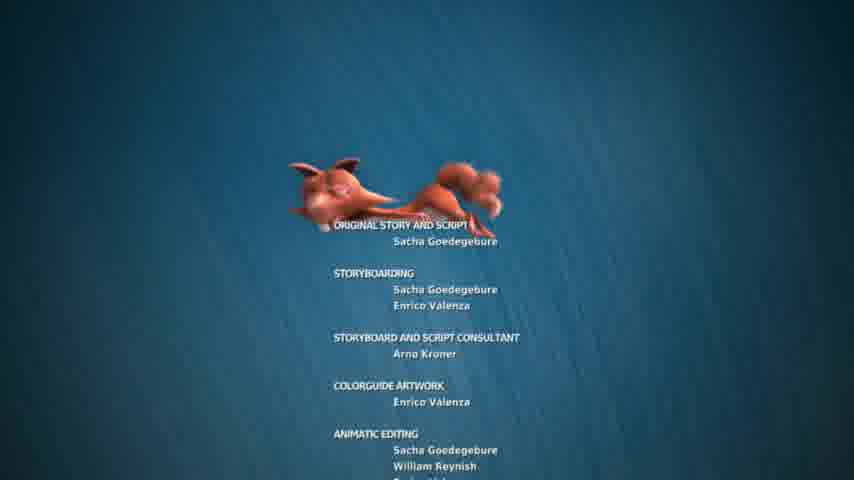 ORIGINAL STORY AND SCRIPT
Sacha Goedegebure
STORYBOARDING
Sacha Goedegebure
Enrico Valenza
STORYBOARD AND SCRIPT CONSULTANT
Arno Kroner
COLORGUIDE ARTWORK
Enrico Valenza
ANIMATIC EDITING
Sacha Goedegebure
William Reynish